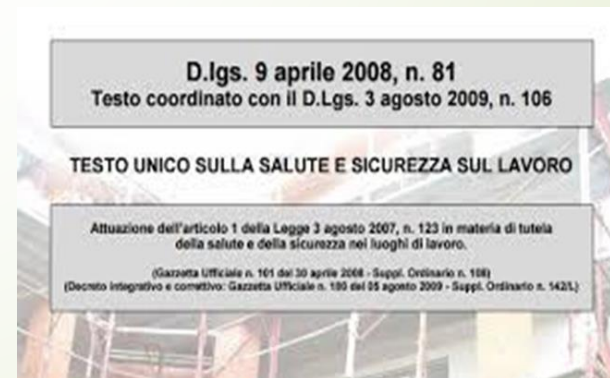 D.lgs. 9 aprile 2008, n. 81
Testo coordinato con il D.Lgs. 3 agosto 2009, n. 106
TESTO UNICO SULLA SALUTE E SICUREZZA SUL LAVORO
Attuazione dell'articolo 1 della Legge 3 agosto 2007, n. 123 in materia di tutela
della salute e della sicurezza nei luoghi di lavoro.
(Gazzetta Ufficiale n. 101 del 30 aprile 2008 - Suppl. Ordinario n. 108)
(Decreto integrativo e correttivo: Gazzetta Ufficiale n. 180 del 05 agosto 2009 - Suppl. Ordinario n. 142/L)